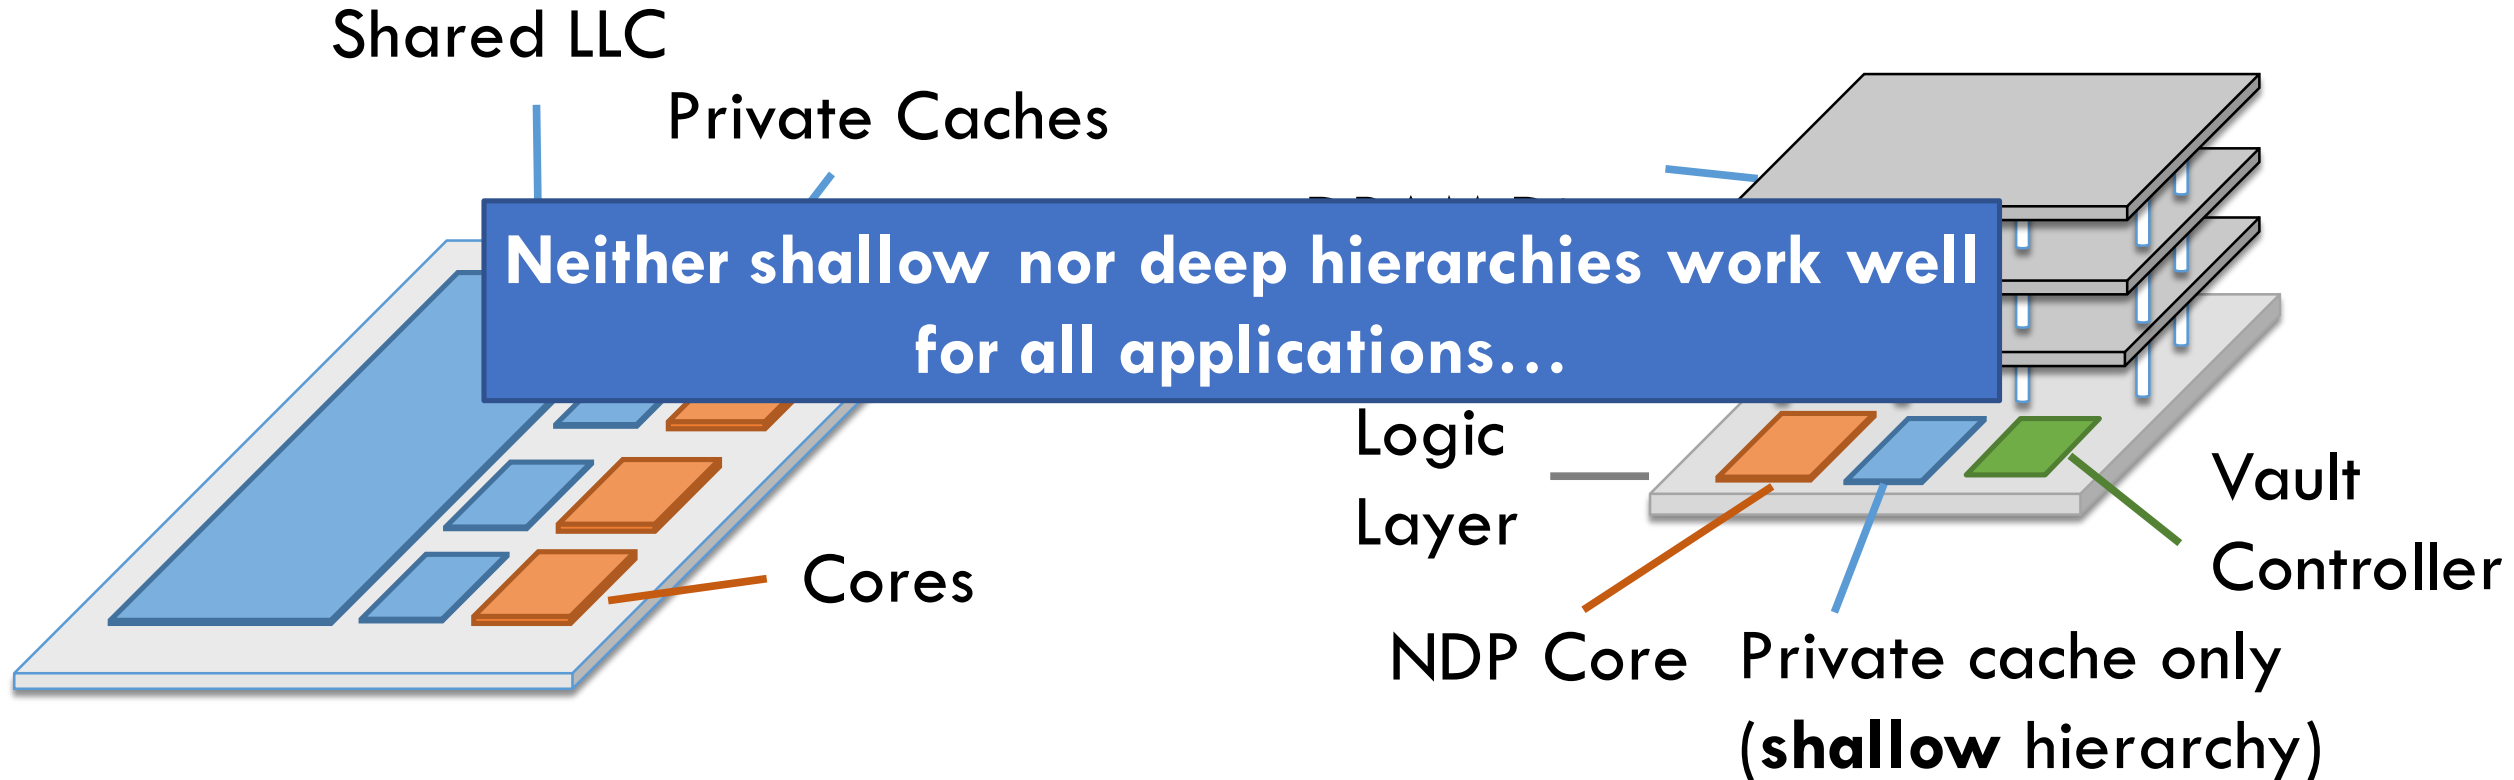 Shared LLC
Private Caches
Neither shallow nor deep hierarchies work well
for all applications...
Logic
Layer
Vault
Controller
Cores
NDP Core
Private cache only
(shallow hierarchy)